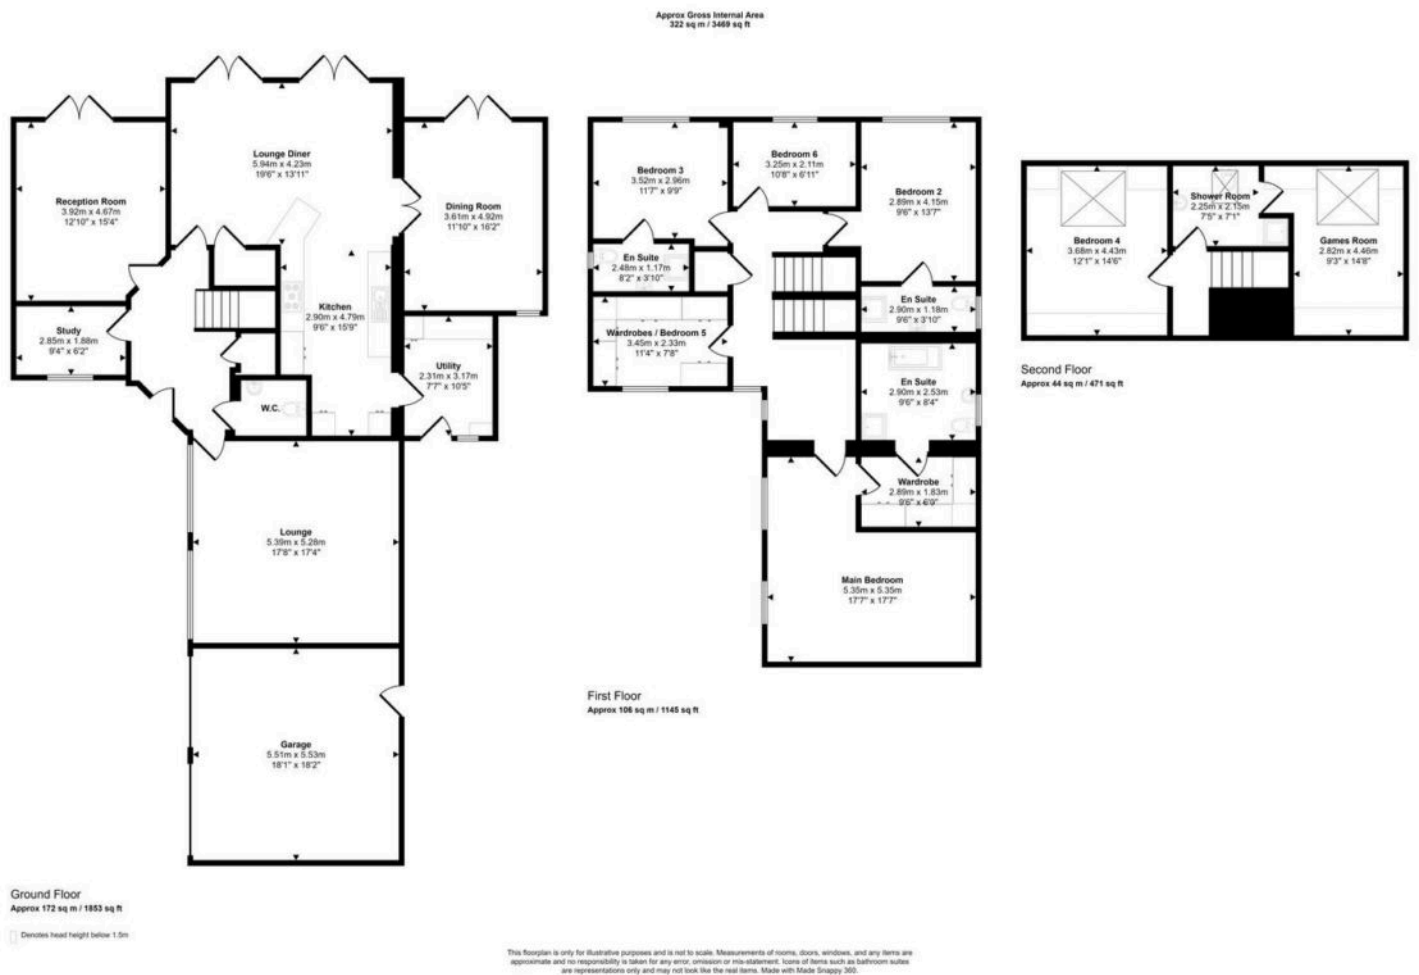 Approx Gross Internal Area
322 sq m / 3469 sq ft
Lounge Diner
5.94m x 4.23m
19'6" x 13'11"
Reception Room
3.92m x 4.67m
12'10" x 15'4"
Dining Room
3.61m x 4.92m
11'10" x 16'2"
Kitchen
2.90m x 4.79m
9'6" x 15'9"
Study
2.85m x 1.88m
9'4" x 6'2"
Utility
2.31m x 3.17m
7'7" x 10'5"
W.C.
Lounge
5.39m x 5.28m
17'8" x 17'4"
Garage
5.51m x 5.53m
18'1" x 18'2"
Ground Floor
Approx 172 sq m / 1853 sq ft
Denotes head height below 1.5m
Bedroom 3
3.52m x 2.96m
11'7" x 9'9"
Bedroom 6
3.25m x 2.11m
10'8" x 6'11"
Bedroom 2
2.89m x 4.15m
9'6" x 13'7"
En Suite
2.48m x 1.17m
8'2" x 3'10"
En Suite
2.90m x 1.18m
9'6" x 3'10"
Wardrobes / Bedroom 5
3.45m x 2.33m
11'4" x 7'8"
En Suite
2.90m x 2.53m
9'6" x 8'4"
Wardrobe
2.89m x 1.83m
9'6" x 6'0"
Main Bedroom
5.35m x 5.35m
17'7" x 17'7"
First Floor
Approx 106 sq m / 1145 sq ft
Shower Room
2.25m x 2.15m
7'5" x 7'1"
Bedroom 4
3.68m x 4.43m
12'1" x 14'6"
Games Room
2.82m x 4.46m
9'3" x 14'8"
Second Floor
Approx 44 sq m / 471 sq ft
This floorplan is only for illustrative purposes and is not to scale. Measurements of rooms, doors, windows, and any items are
approximate and no responsibility is taken for any error, omission or mis-statement. Icons of items such as bathroom suites
are representations only and may not look like the real items. Made with Made Snappy 360.